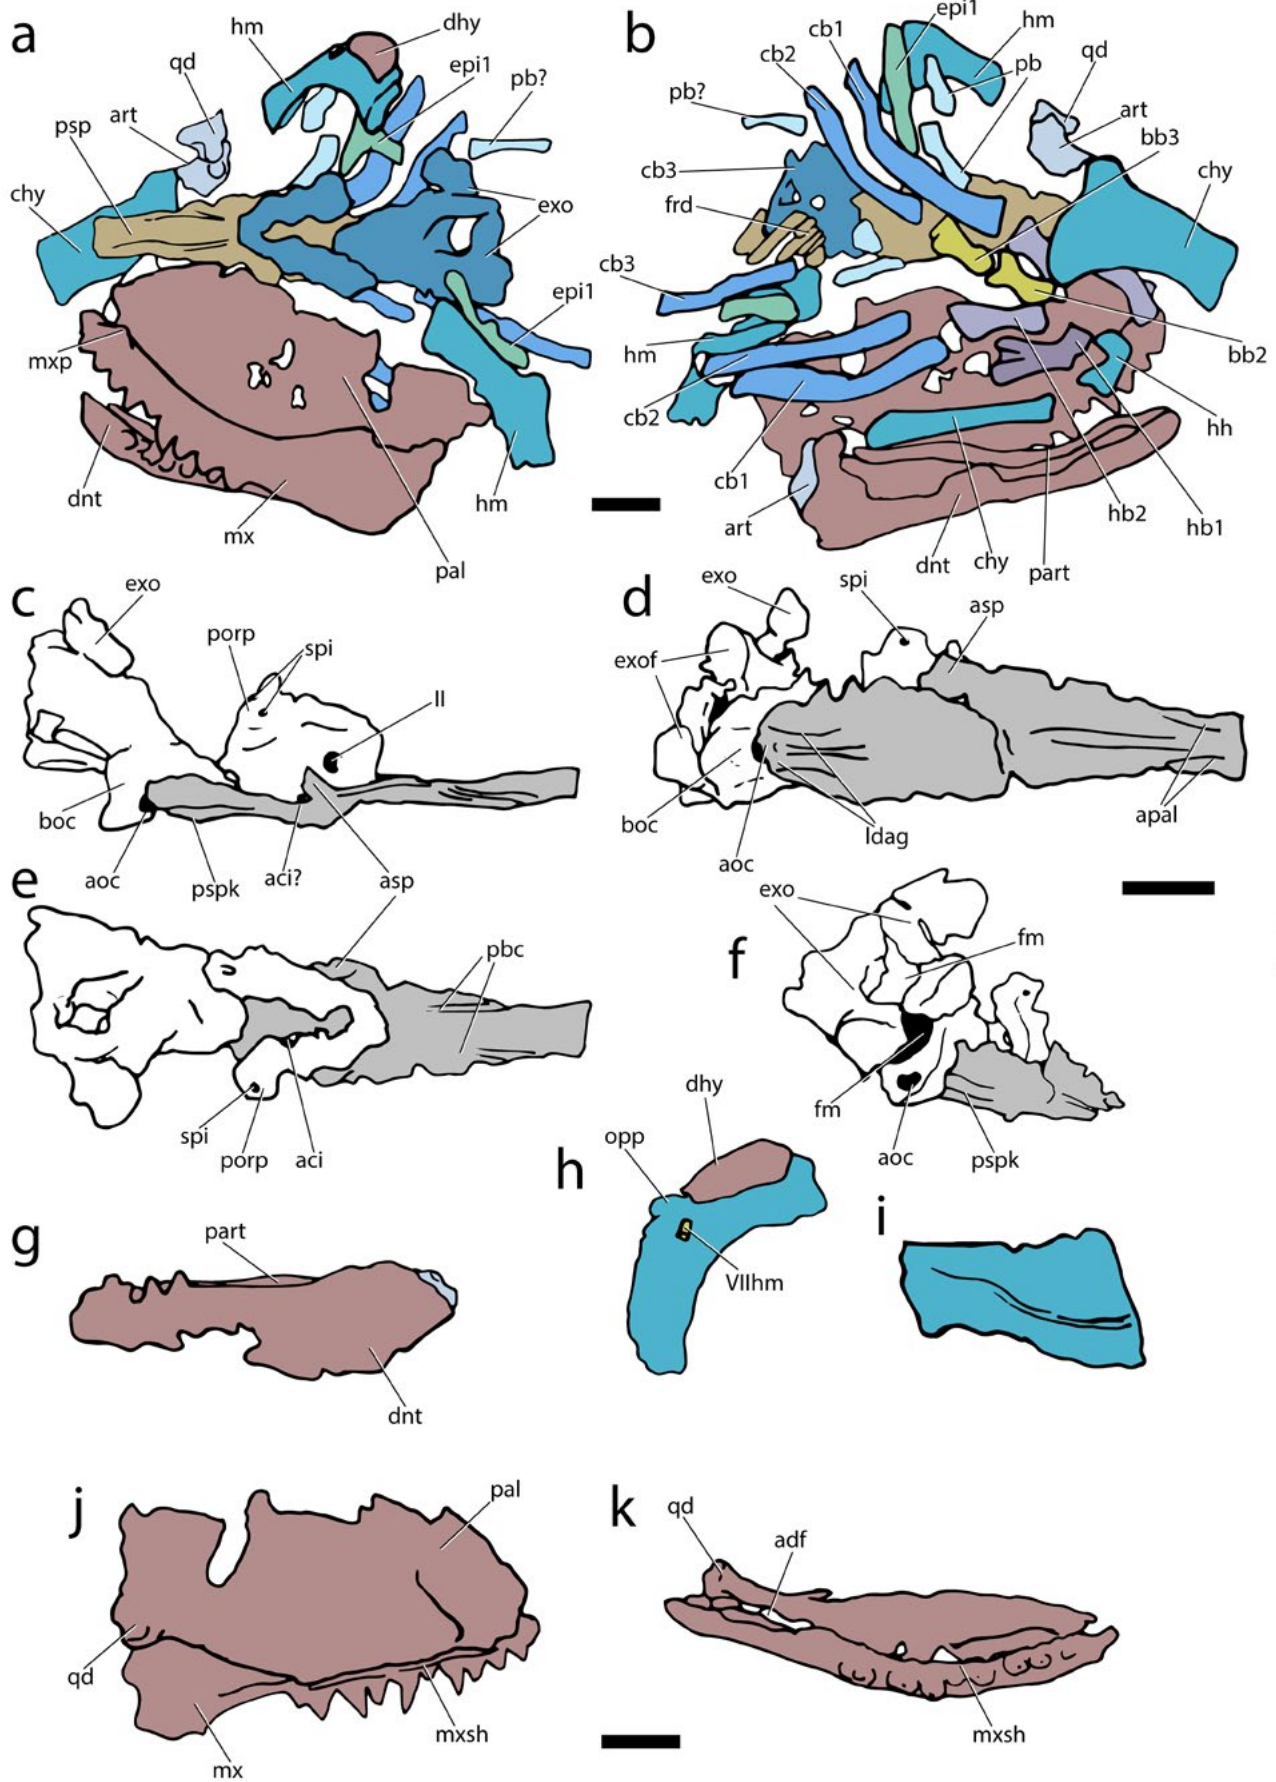 a
hm
dhy
qd
epi1
pb?
art
psp
chy
exo
epi1
mxp
dnt
mx
hm
pal
b
epi1
hm
cb1
cb2
pb
qd
pb?
art
bb3
cb3
chy
frd
cb3
hm
bb2
cb2
hh
cb1
hb2
hb1
art
dnt
chy
part
c
exo
porp
spi
II
boc
aoc
pspk
aci?
asp
d
exo
spi
asp
exof
boc
aoc
ldag
apal
e
pbc
spi
porp
aci
f
exo
fm
fm
aoc
pspk
g
part
dnt
h
dhy
opp
VIIhm
i
j
pal
qd
mxsh
mx
k
qd
adf
mxsh